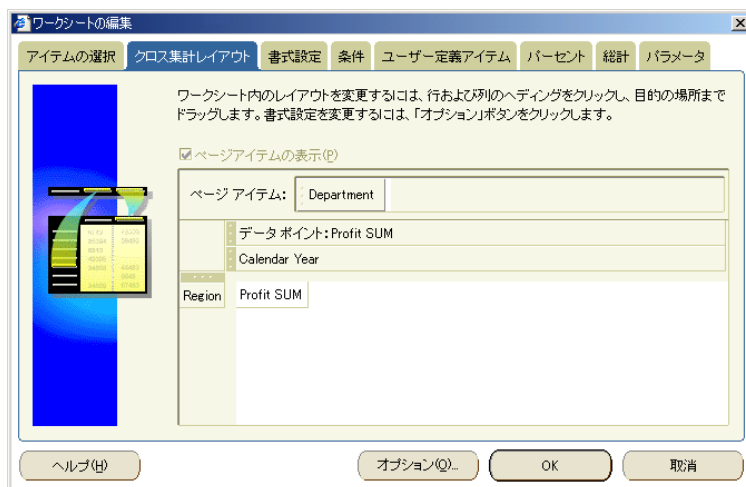 ワークシートの編集
アイテムの選択 クロス集計レイアウト 書式設定 条件 ユーザー定義アイテム パーセント 総計 パラメータ
ワークシート内のレイアウトを変更するには、行および列のヘディングをクリックし、目的の場所まで
ドラッグします。書式設定を変更するには、「オプション」ボタンをクリックします。
ページアイテムの表示(P)
ページ アイテム: Department
データ ポイント:Profit SUM
Calendar Year
Region Profit SUM
ヘルプ(H) オプション(O)... OK 取消